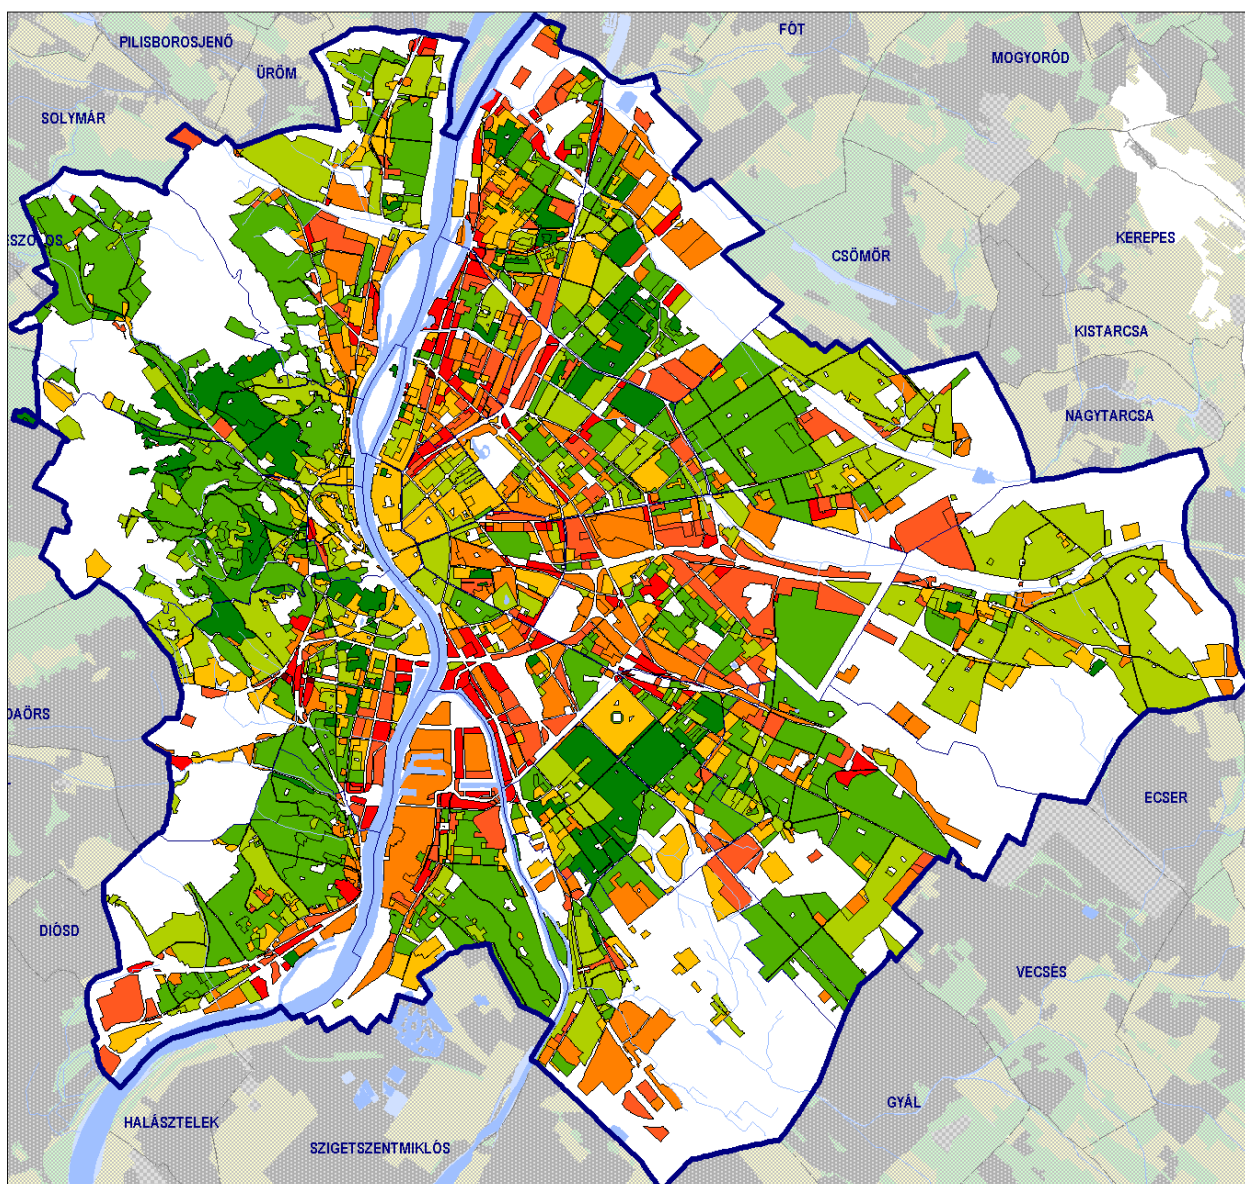 FÓT
PILISBOROSJENŐ
MOGYORÓD
ÜRÖM
SOLYMÁR
KEREPES
CSÖMÖR
KISTARCSA
NAGYTARCSA
ECSER
DIÓSD
VECSÉS
GYÁL
HALÁSZTELEK
SZIGETSZENTMIKLÓS